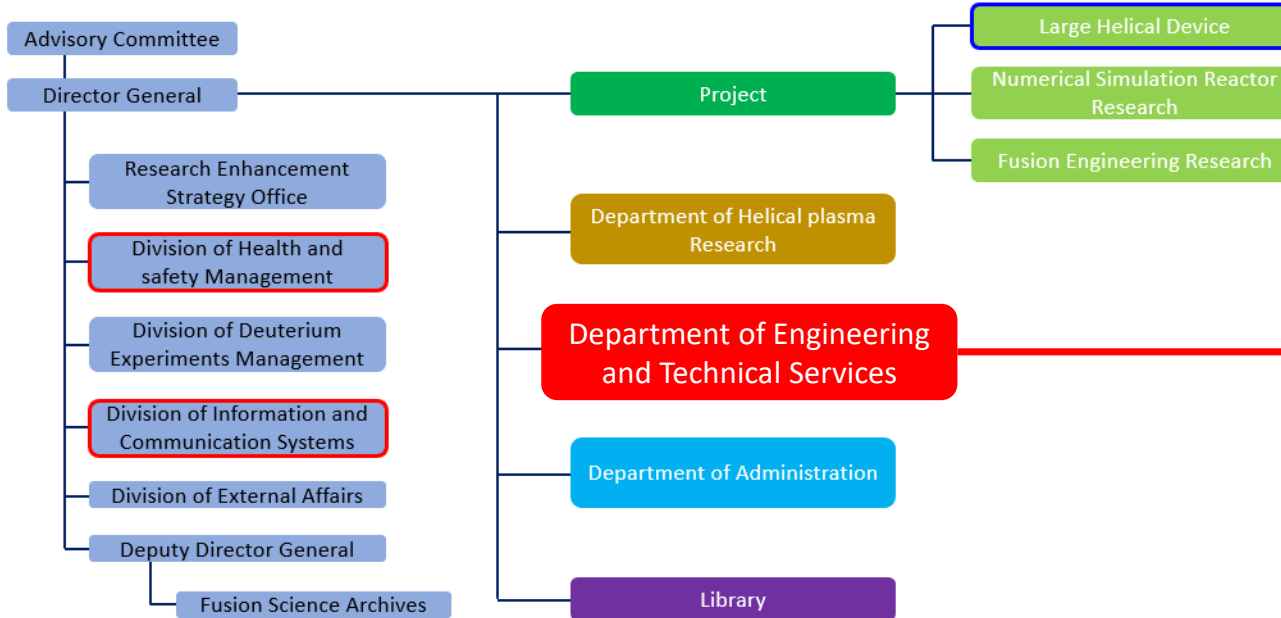 Advisory Committee
Director General
Research Enhancement
Strategy Office
Division of Health and
safety Management
Division of Deuterium
Experiments Management
Division of Information and
Communication Systems
Division of External Affairs
Deputy Director General
Fusion Science Archives
Project
Department of Helical plasma
Research
Department of Engineering
and Technical Services
Department of Administration
Library
Large Helical Device
Numerical Simulation Reactor
Research
Fusion Engineering Research